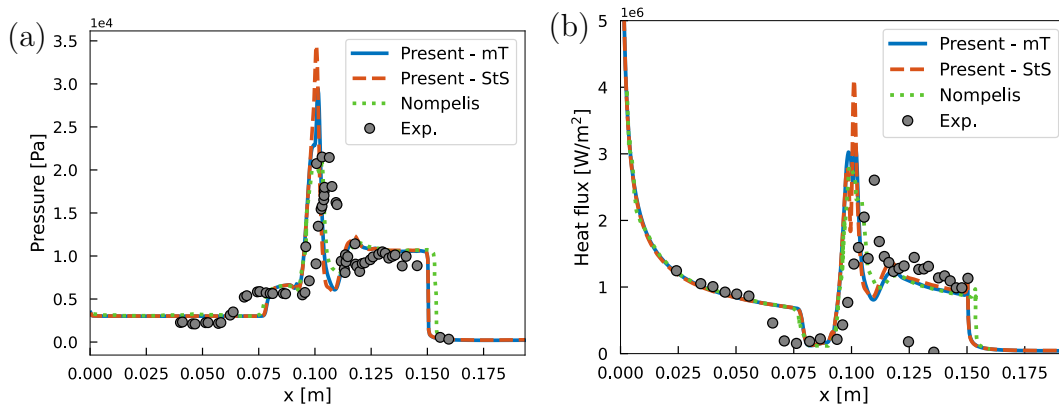 (a)
1e4
Pressure [Pa]
3.5
3.0
2.5
2.0
1.5
1.0
0.5
0.0
0.000 0.025 0.050 0.075 0.100 0.125 0.150 0.175
x [m]
Present - mT
Present - StS
Nompelis
Exp.
(b)
1e6
Heat flux [W/m²]
5
4
3
2
1
0
0.000 0.025 0.050 0.075 0.100 0.125 0.150 0.175
x [m]
Present - mT
Present - StS
Nompelis
Exp.